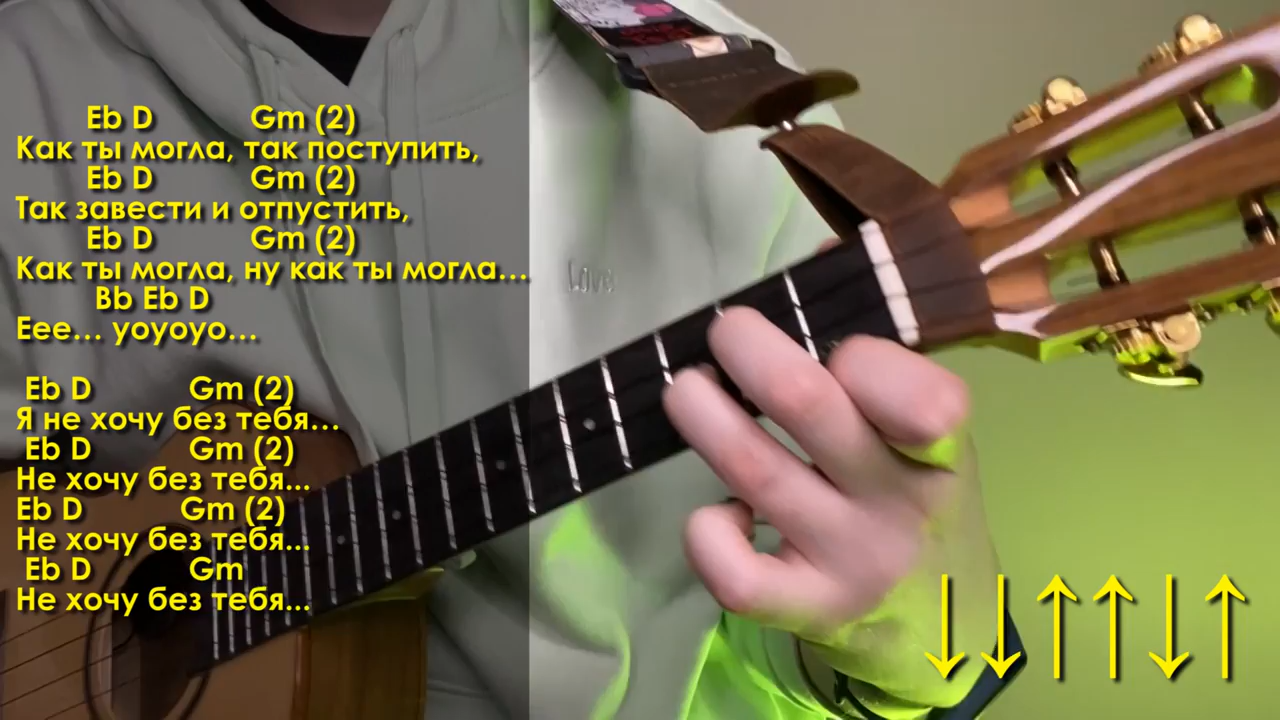 Eb D Gm (2)
Как ты могла, так поступить,
Eb D Gm (2)
Так завести и отпустить,
Eb D Gm (2)
Как ты могла, ну как ты могла...
Bb Eb D
Еее... уоуоуо...
Eb D Gm (2)
Я не хочу без тебя...
Eb D Gm (2)
Не хочу без тебя...
Eb D Gm (2)
Не хочу без тебя...
Eb D Gm
Не хочу без тебя...
Love
↓↓↑↑↓↑